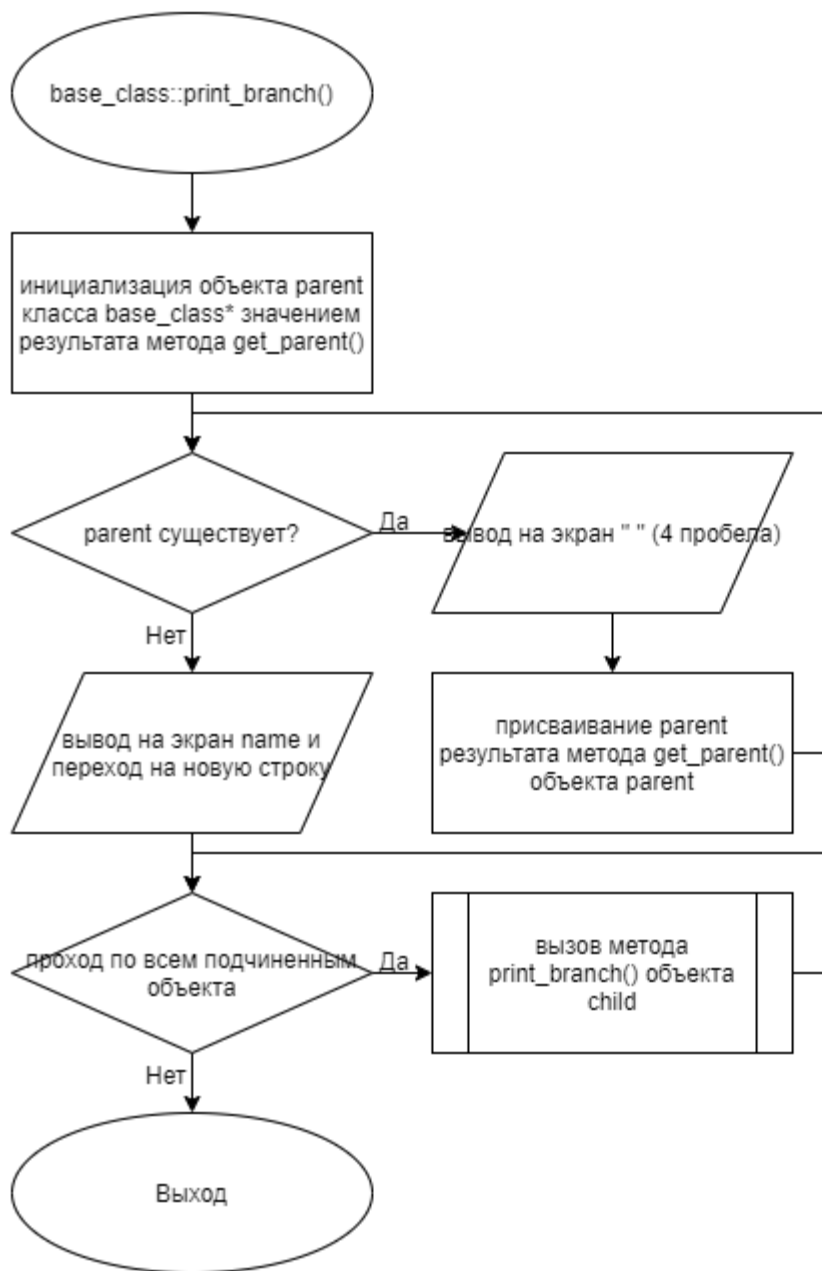 base_class::print_branch()
инициализация объекта parent
класса base_class* значением
результата метода get_parent()
parent существует?
Да
вывод на экран " " (4 пробела)
Нет
вывод на экран name и
переход на новую строку
присваивание parent
результата метода get_parent()
объекта parent
проход по всем подчиненным
объекта
Да
вызов метода
print_branch() объекта
child
Нет
Выход